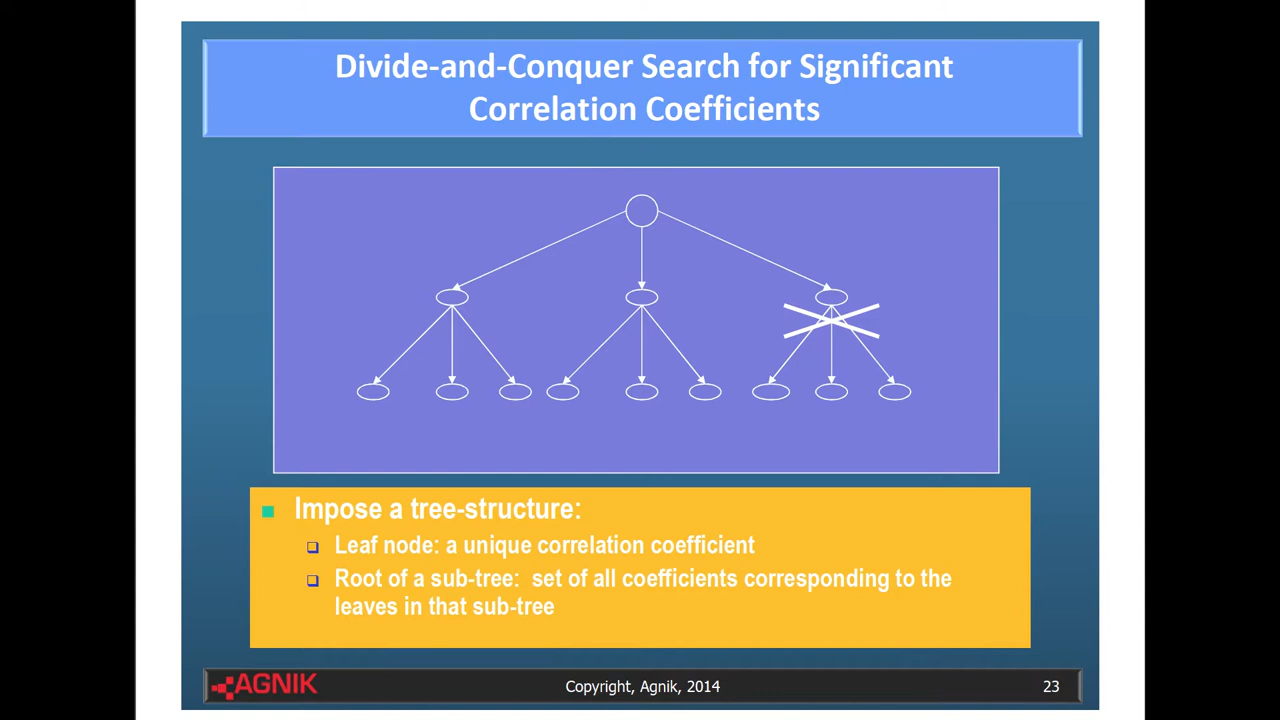 Divide-and-Conquer Search for Significant
Correlation Coefficients
Impose a tree-structure:
Leaf node: a unique correlation coefficient
Root of a sub-tree: set of all coefficients corresponding to the
leaves in that sub-tree
AGNIK
Copyright, Agnik, 2014
23